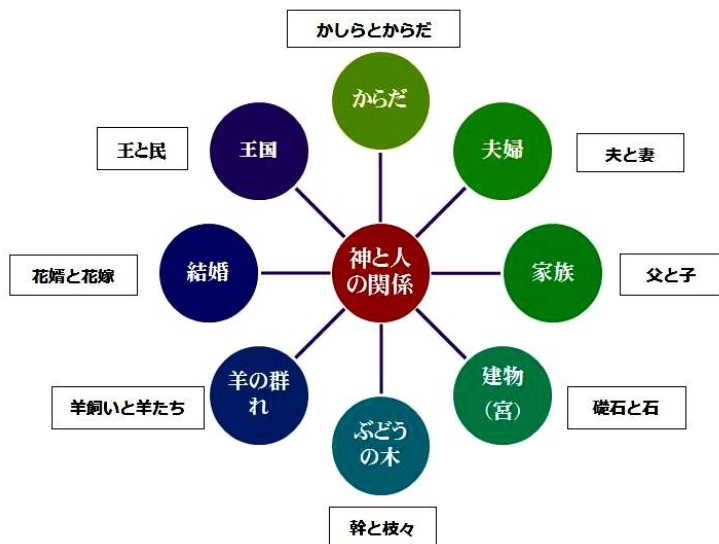 かしらとからだ
からだ
王国
夫婦
王と民
夫と妻
結婚
神と人
の関係
家族
花婿と花嫁
父と子
羊の群
れ
建物
（宮）
羊飼いと羊たち
礎石と石
ぶどう
の木
幹と枝々